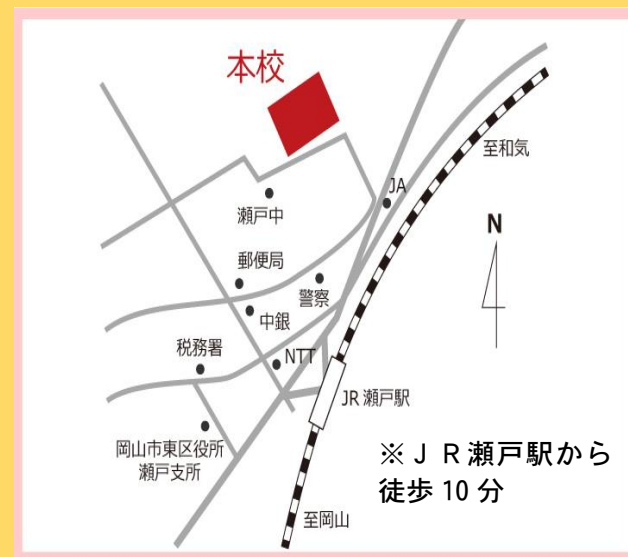 本校
至和気
JA
瀬戸中
N
郵便局
警察
中銀
税務署
NTT
JR 瀬戸駅
岡山市東区役所
瀬戸支所
※ＪＲ瀬戸駅から
徒歩 10 分
至岡山